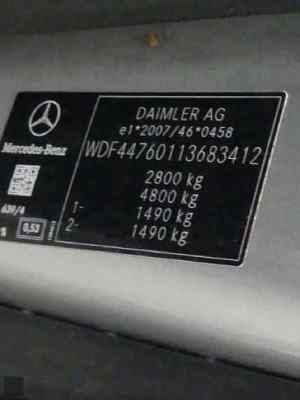 DAIMLER AG
e1*2007/46*0458
Mercedes-Benz
WDF44760113683412
2800 kg
4800 kg
1- 1490 kg
2- 1490 kg
639/4
% 0,53